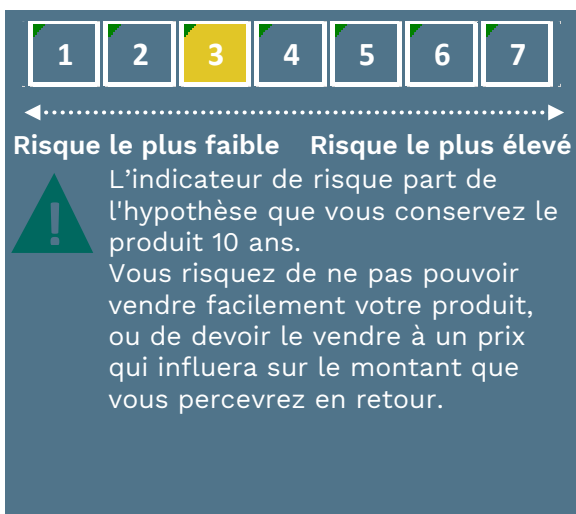 1 2 3 4 5 6 7
Risque le plus faible Risque le plus élevé
!
L’indicateur de risque part de
l'hypothèse que vous conservez le
produit 10 ans.
Vous risquez de ne pas pouvoir
vendre facilement votre produit,
ou de devoir le vendre à un prix
qui influera sur le montant que
vous percevrez en retour.